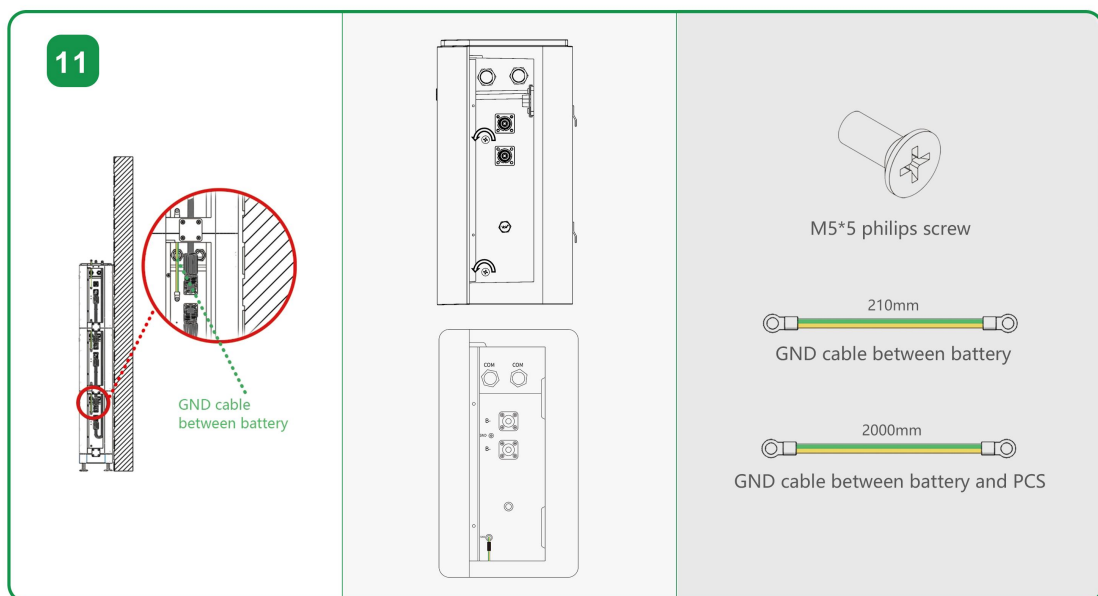 11
GND cable
between battery
COM COM
B-
GND
B-
M5*5 philips screw
210mm
GND cable between battery
2000mm
GND cable between battery and PCS